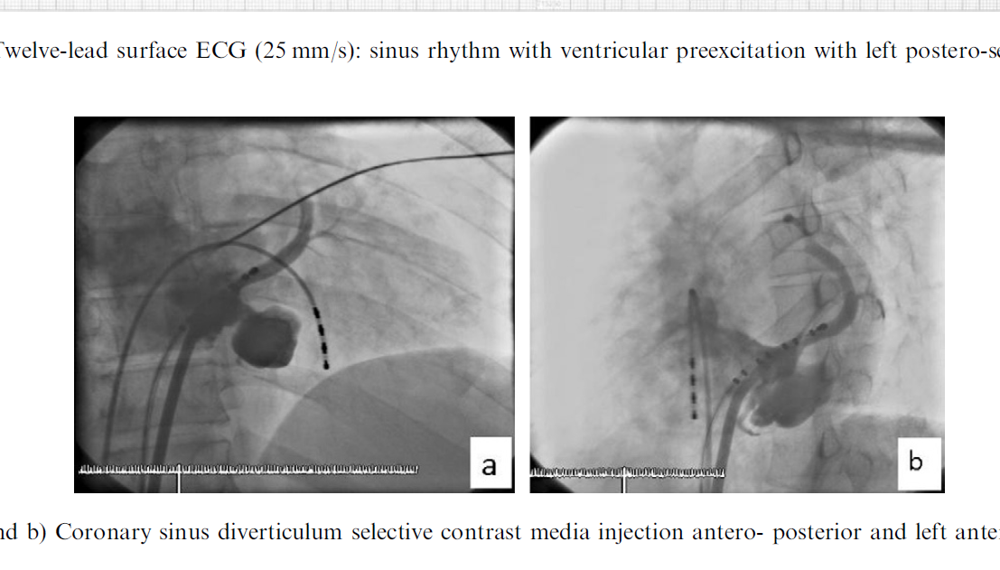 Twelve-lead surface ECG (25 mm/s): sinus rhythm with ventricular preexcitation with left postero-se
a
b
nd b) Coronary sinus diverticulum selective contrast media injection antero- posterior and left ante